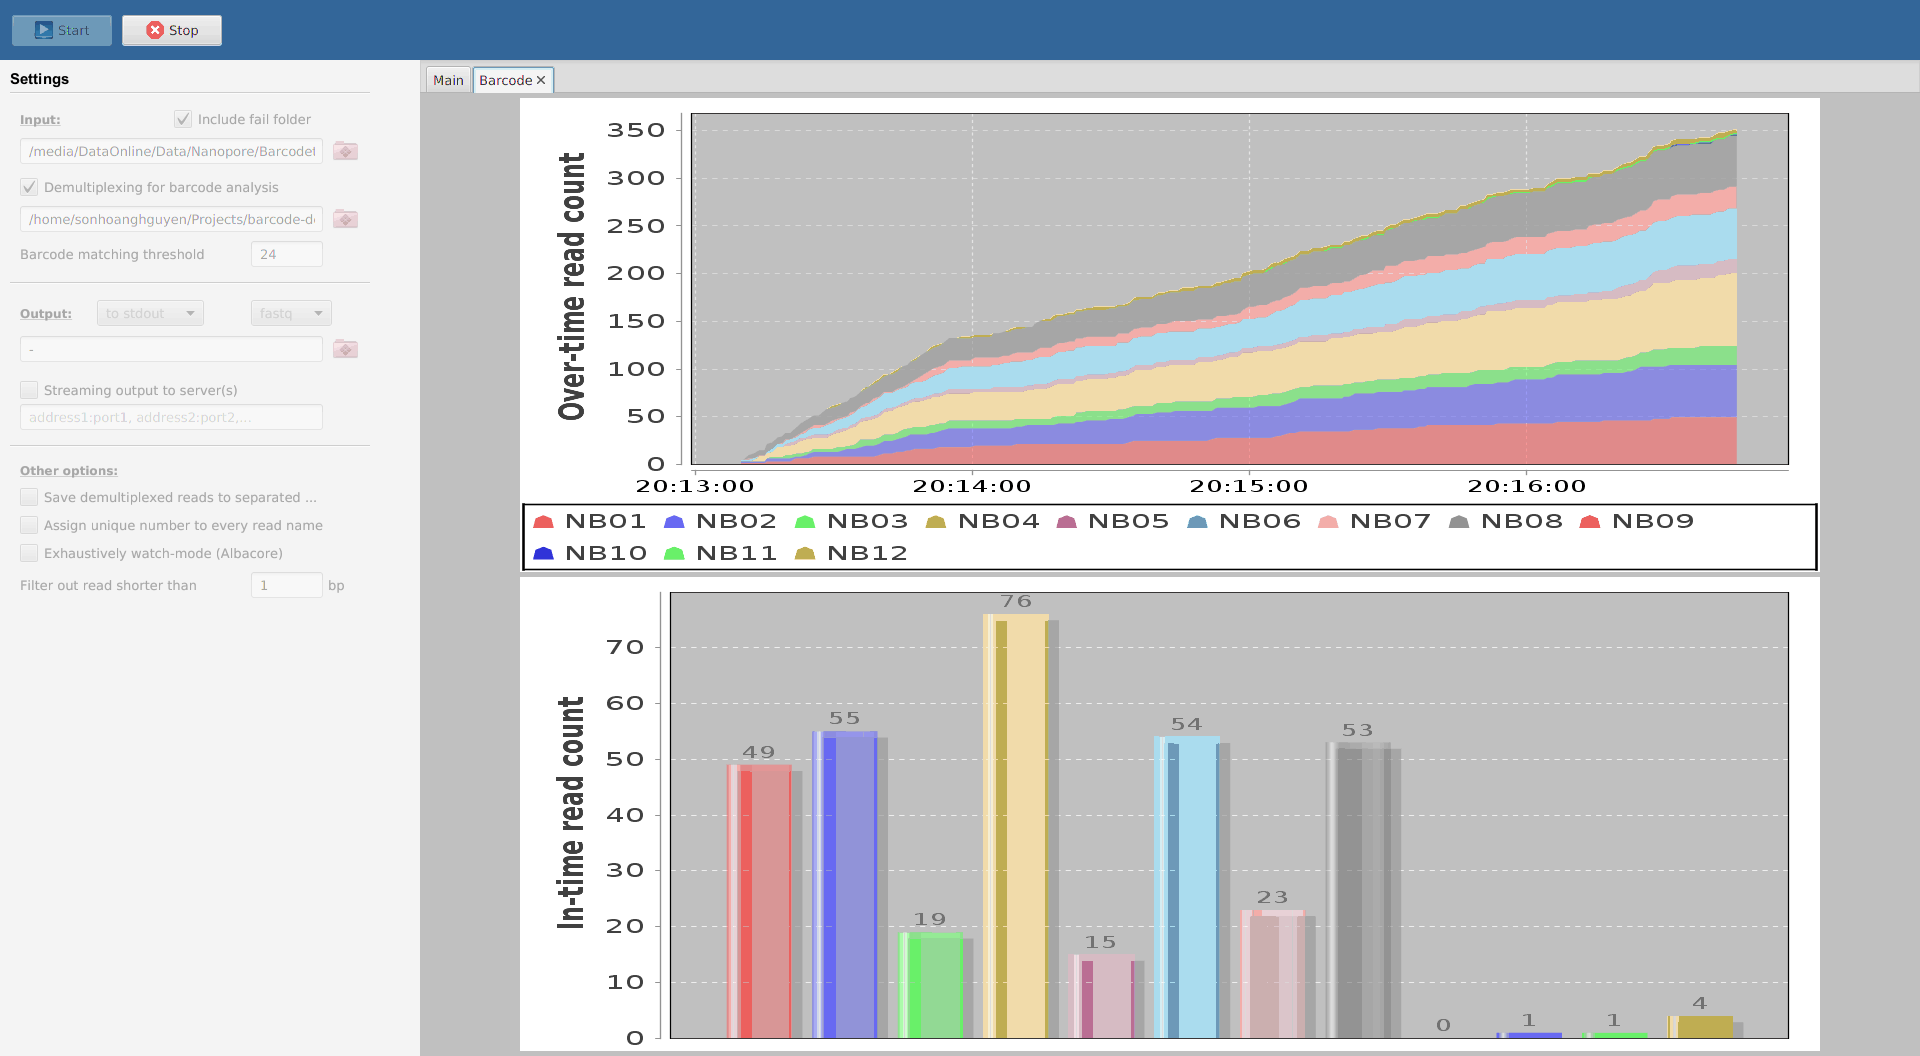 Start Stop
Settings
Input: Include fail folder
/media/DataOnline/Data/Nanopore/Barcode
Demultiplexing for barcode analysis
/home/sonhoanghguyen/Projects/barcode-d
Barcode matching threshold 24
Output: to stdout fastq
-
Streaming output to server(s)
address1:port1, address2:port2,...
Other options:
Save demultiplexed reads to separated ...
Assign unique number to every read name
Exhaustively watch-mode (Albacore)
Filter out read shorter than 1 bp
Main Barcode
Over-time read count
350
300
250
200
150
100
50
0
20:13:00 20:14:00 20:15:00 20:16:00
NB01 NB02 NB03 NB04 NB05 NB06 NB07 NB08 NB09
NB10 NB11 NB12
In-time read count
70
60
50
40
30
20
10
0
49 55 19 76 15 54 23 53 0 1 1 4